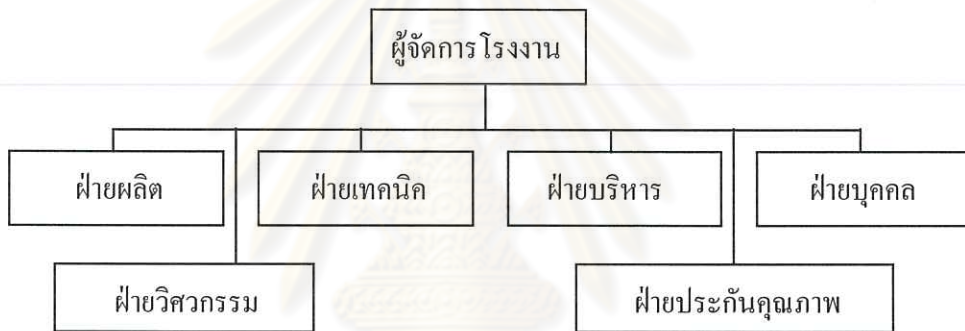 ผู้จัดการโรงงาน
ฝ่ายผลิต
ฝ่ายเทคนิค
ฝ่ายบริหาร
ฝ่ายบุคคล
ฝ่ายวิศวกรรม
ฝ่ายประกันคุณภาพ